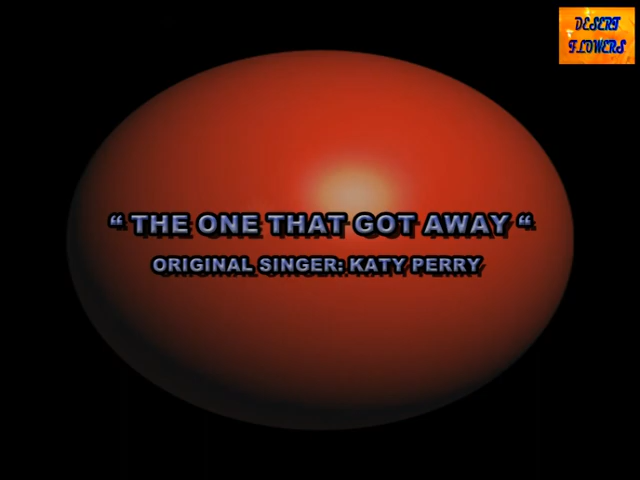 DESERT
FLOWERS
“ THE ONE THAT GOT AWAY “
ORIGINAL SINGER: KATY PERRY